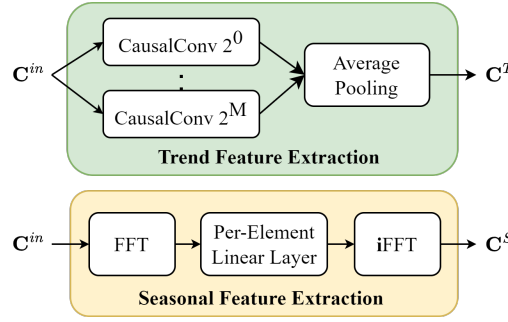 CausalConv 2^0
C^in
.
.
Average
Pooling
C^T
CausalConv 2^M
Trend Feature Extraction
C^in
FFT
Per-Element
Linear Layer
iFFT
C^S
Seasonal Feature Extraction